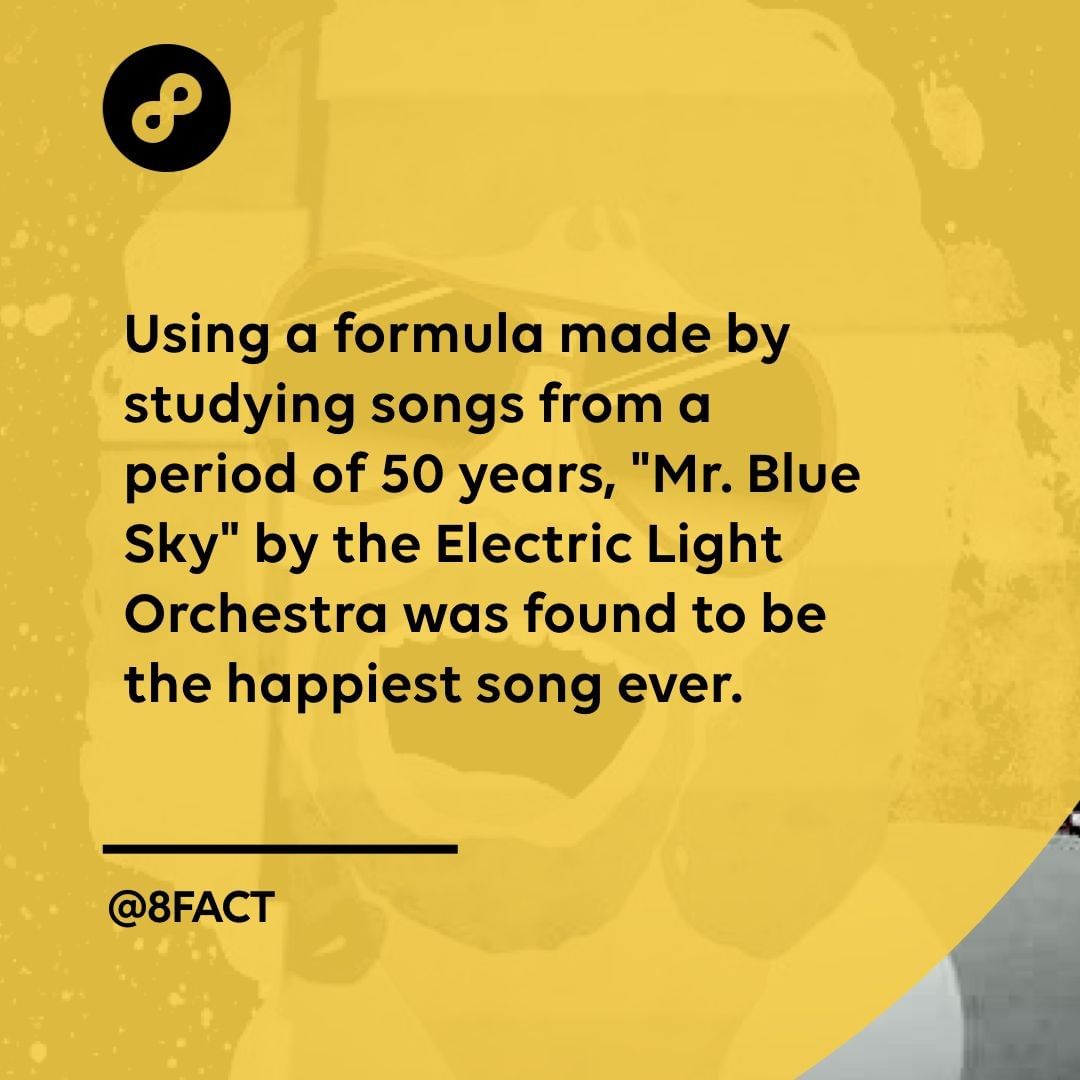 Using a formula made by
studying songs from a
period of 50 years, "Mr. Blue
Sky" by the Electric Light
Orchestra was found to be
the happiest song ever.
@8FACT